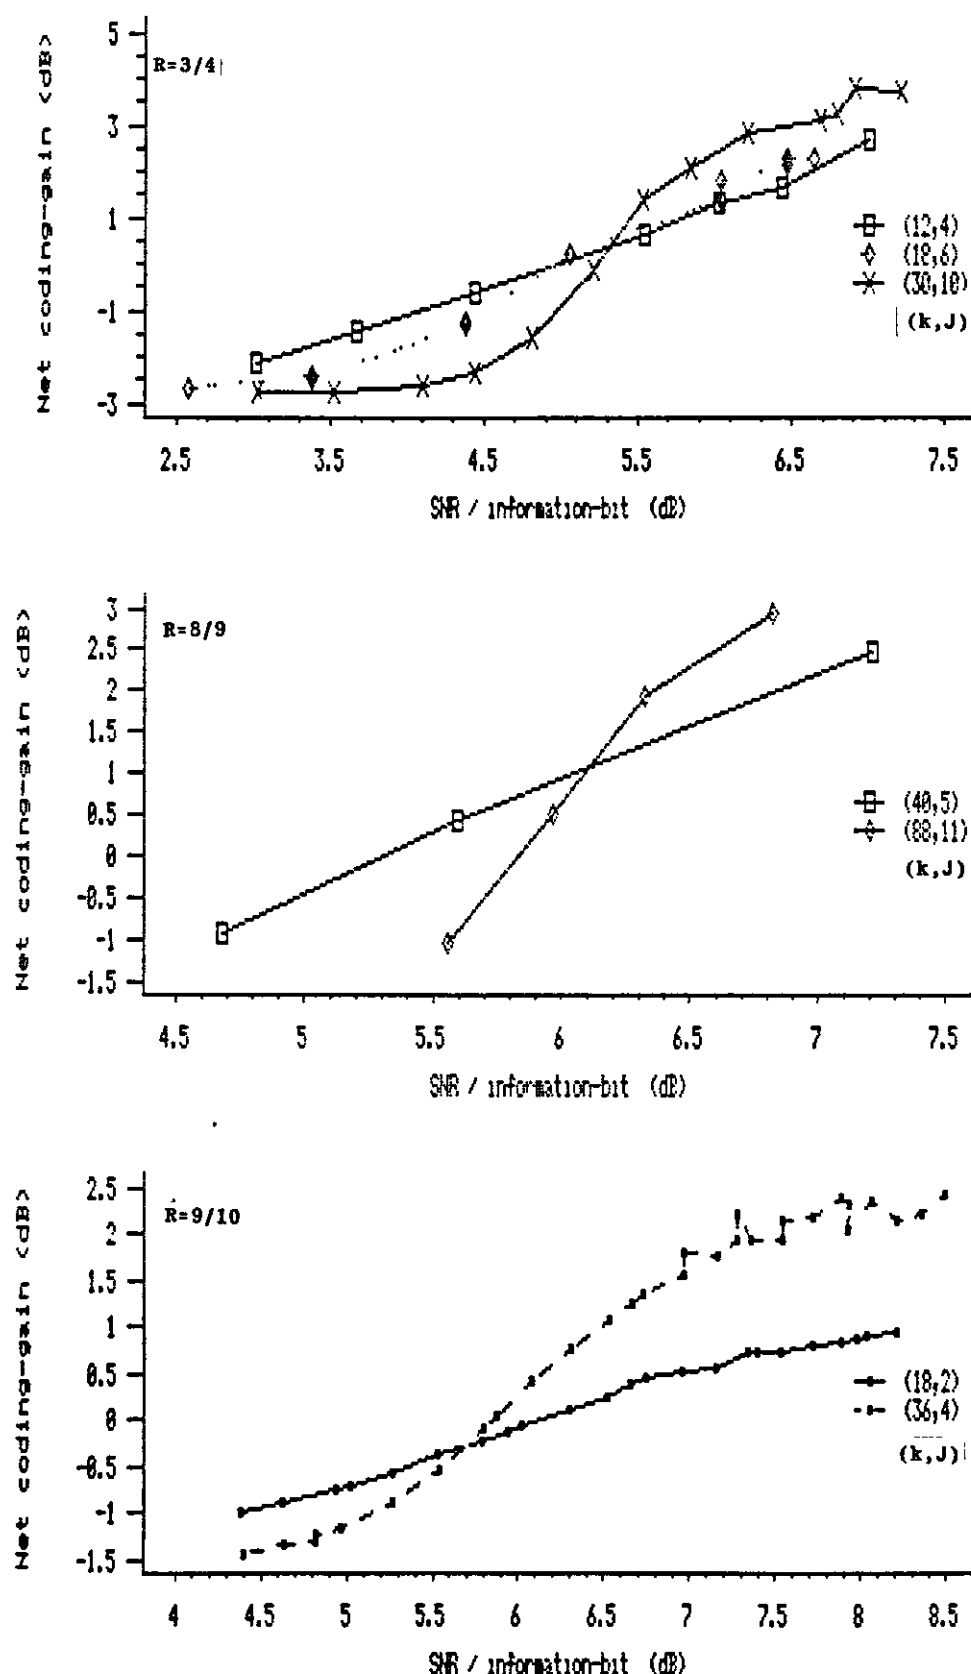 Net coding-gain <dB>
R=3/4
5
3
1
-1
-3
(12,4)
(18,6)
(30,10)
(k,J)
2.5 3.5 4.5 5.5 6.5 7.5
SNR / information-bit (dB)
Net coding-gain <dB>
R=8/9
3
2.5
2
1.5
1
0.5
0
-0.5
-1
-1.5
(40,5)
(88,11)
(k,J)
4.5 5 5.5 6 6.5 7 7.5
SNR / information-bit (dB)
Net coding-gain <dB>
R=9/10
2.5
2
1.5
1
0.5
0
-0.5
-1
-1.5
(18,2)
(36,4)
(k,J)
4 4.5 5 5.5 6 6.5 7 7.5 8 8.5
SNR / information-bit (dB)